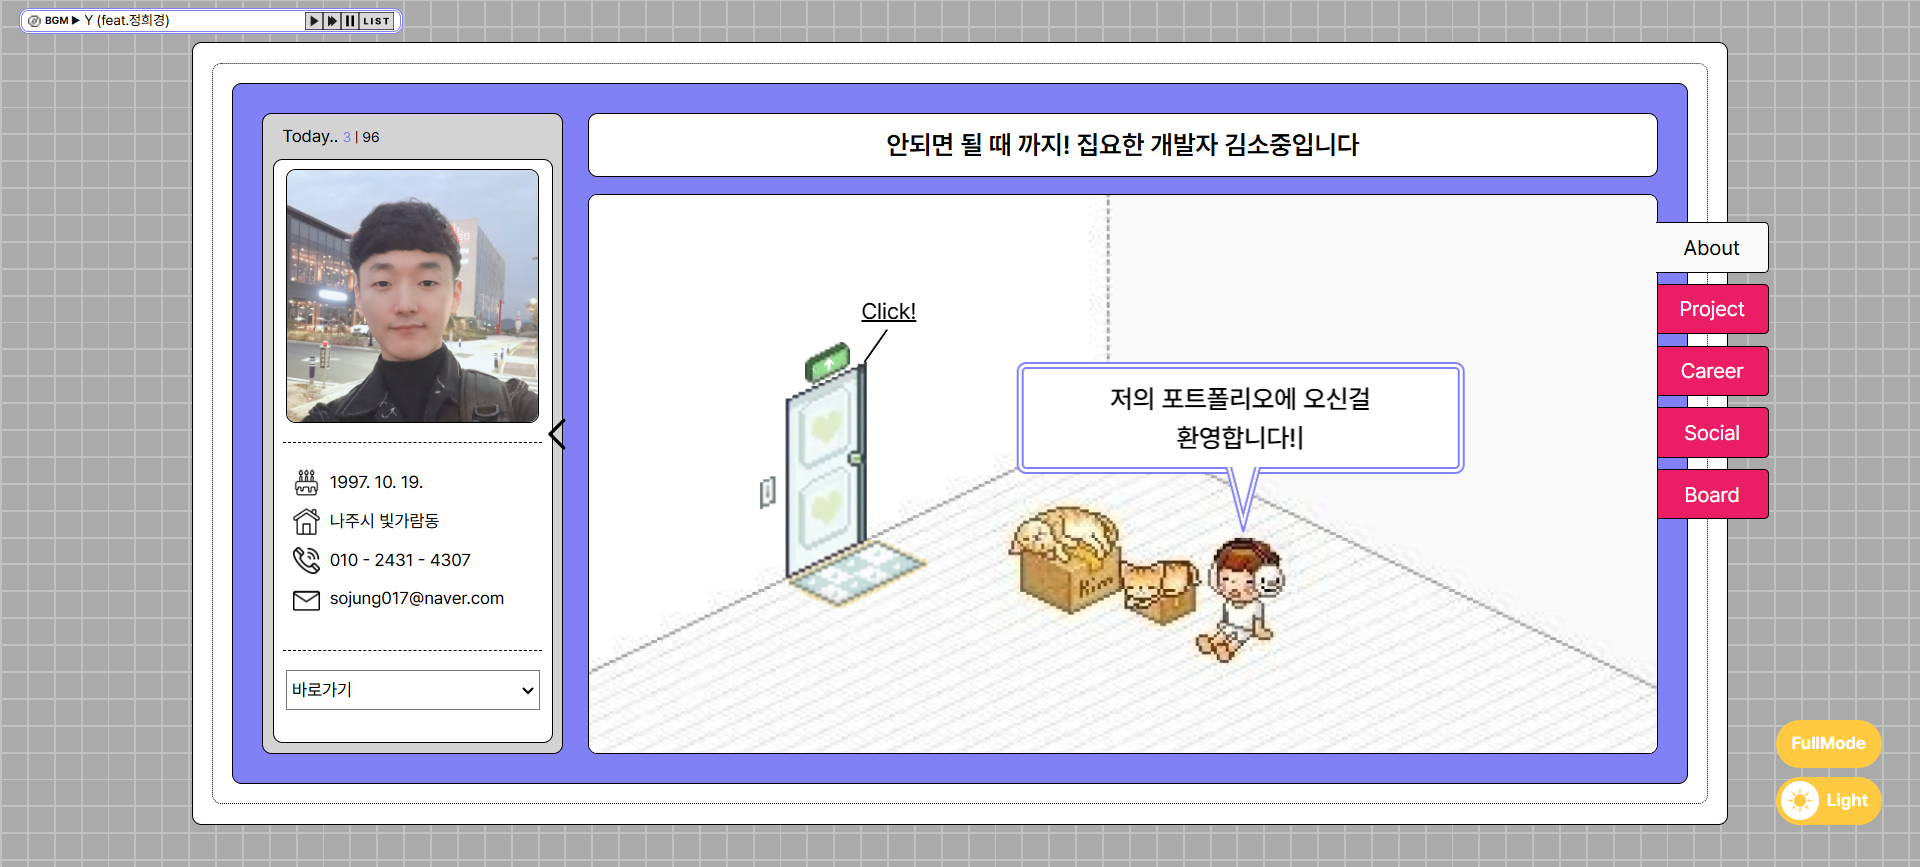 BGM ▶ Y (feat.정희경)
LIST
Today.. 3 | 96
안되면 될 때 까지! 집요한 개발자 김소중입니다
Click!
저의 포트폴리오에 오신걸
환영합니다!|
Kim
1997. 10. 19.
나주시 빛가람동
010 - 2431 - 4307
sojung017@naver.com
바로가기
About
Project
Career
Social
Board
FullMode
Light